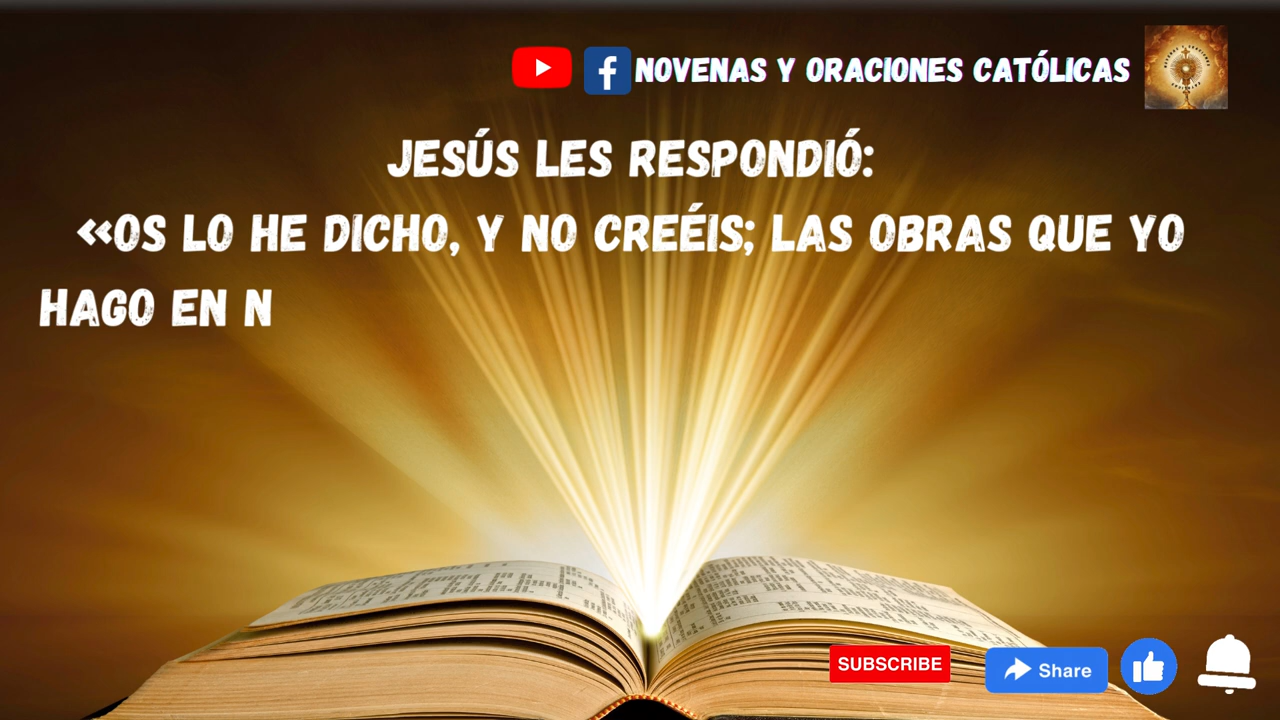 NOVENAS Y ORACIONES CATÓLICAS
JESÚS LES RESPONDIÓ:
«OS LO HE DICHO, Y NO CREÉIS; LAS OBRAS QUE YO
HAGO EN N
SUBSCRIBE
Share